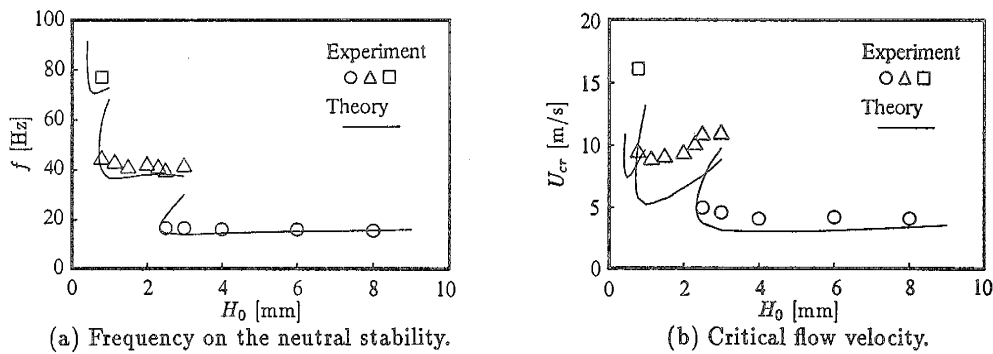 100
80
60
40
20
0
f [Hz]
Experiment
Theory
0 2 4 6 8 10
H₀ [mm]
(a) Frequency on the neutral stability.
20
15
10
5
0
U_cr [m/s]
Experiment
Theory
0 2 4 6 8 10
H₀ [mm]
(b) Critical flow velocity.